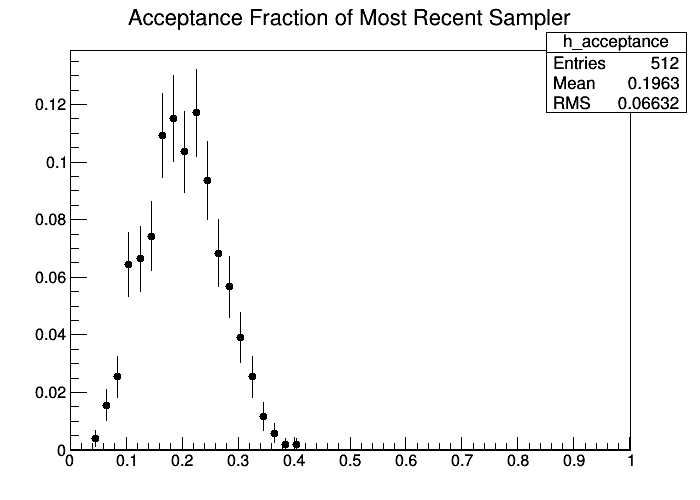 Acceptance Fraction of Most Recent Sampler
h_acceptance
Entries 512
Mean 0.1963
RMS 0.06632
0.12
0.1
0.08
0.06
0.04
0.02
0
0 0.1 0.2 0.3 0.4 0.5 0.6 0.7 0.8 0.9 1